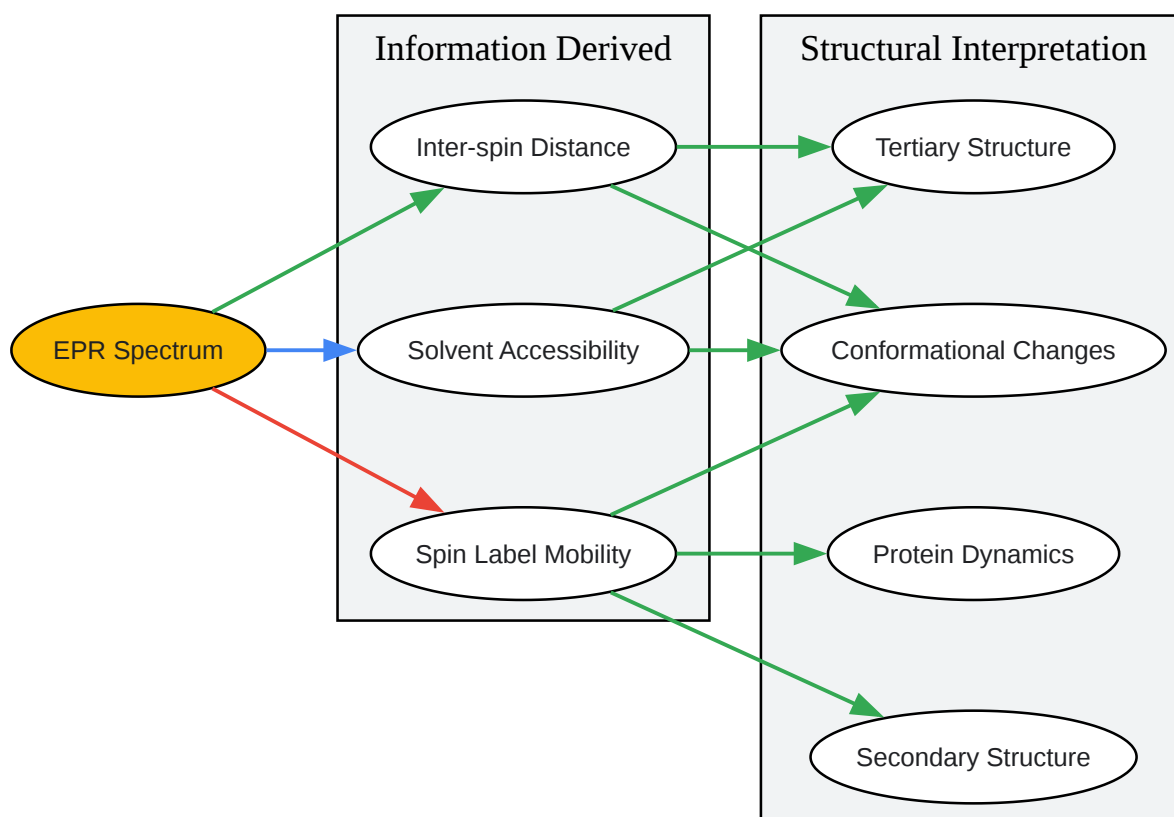 Information Derived
Structural Interpretation
Inter-spin Distance
Tertiary Structure
EPR Spectrum
Solvent Accessibility
Conformational Changes
Spin Label Mobility
Protein Dynamics
Secondary Structure